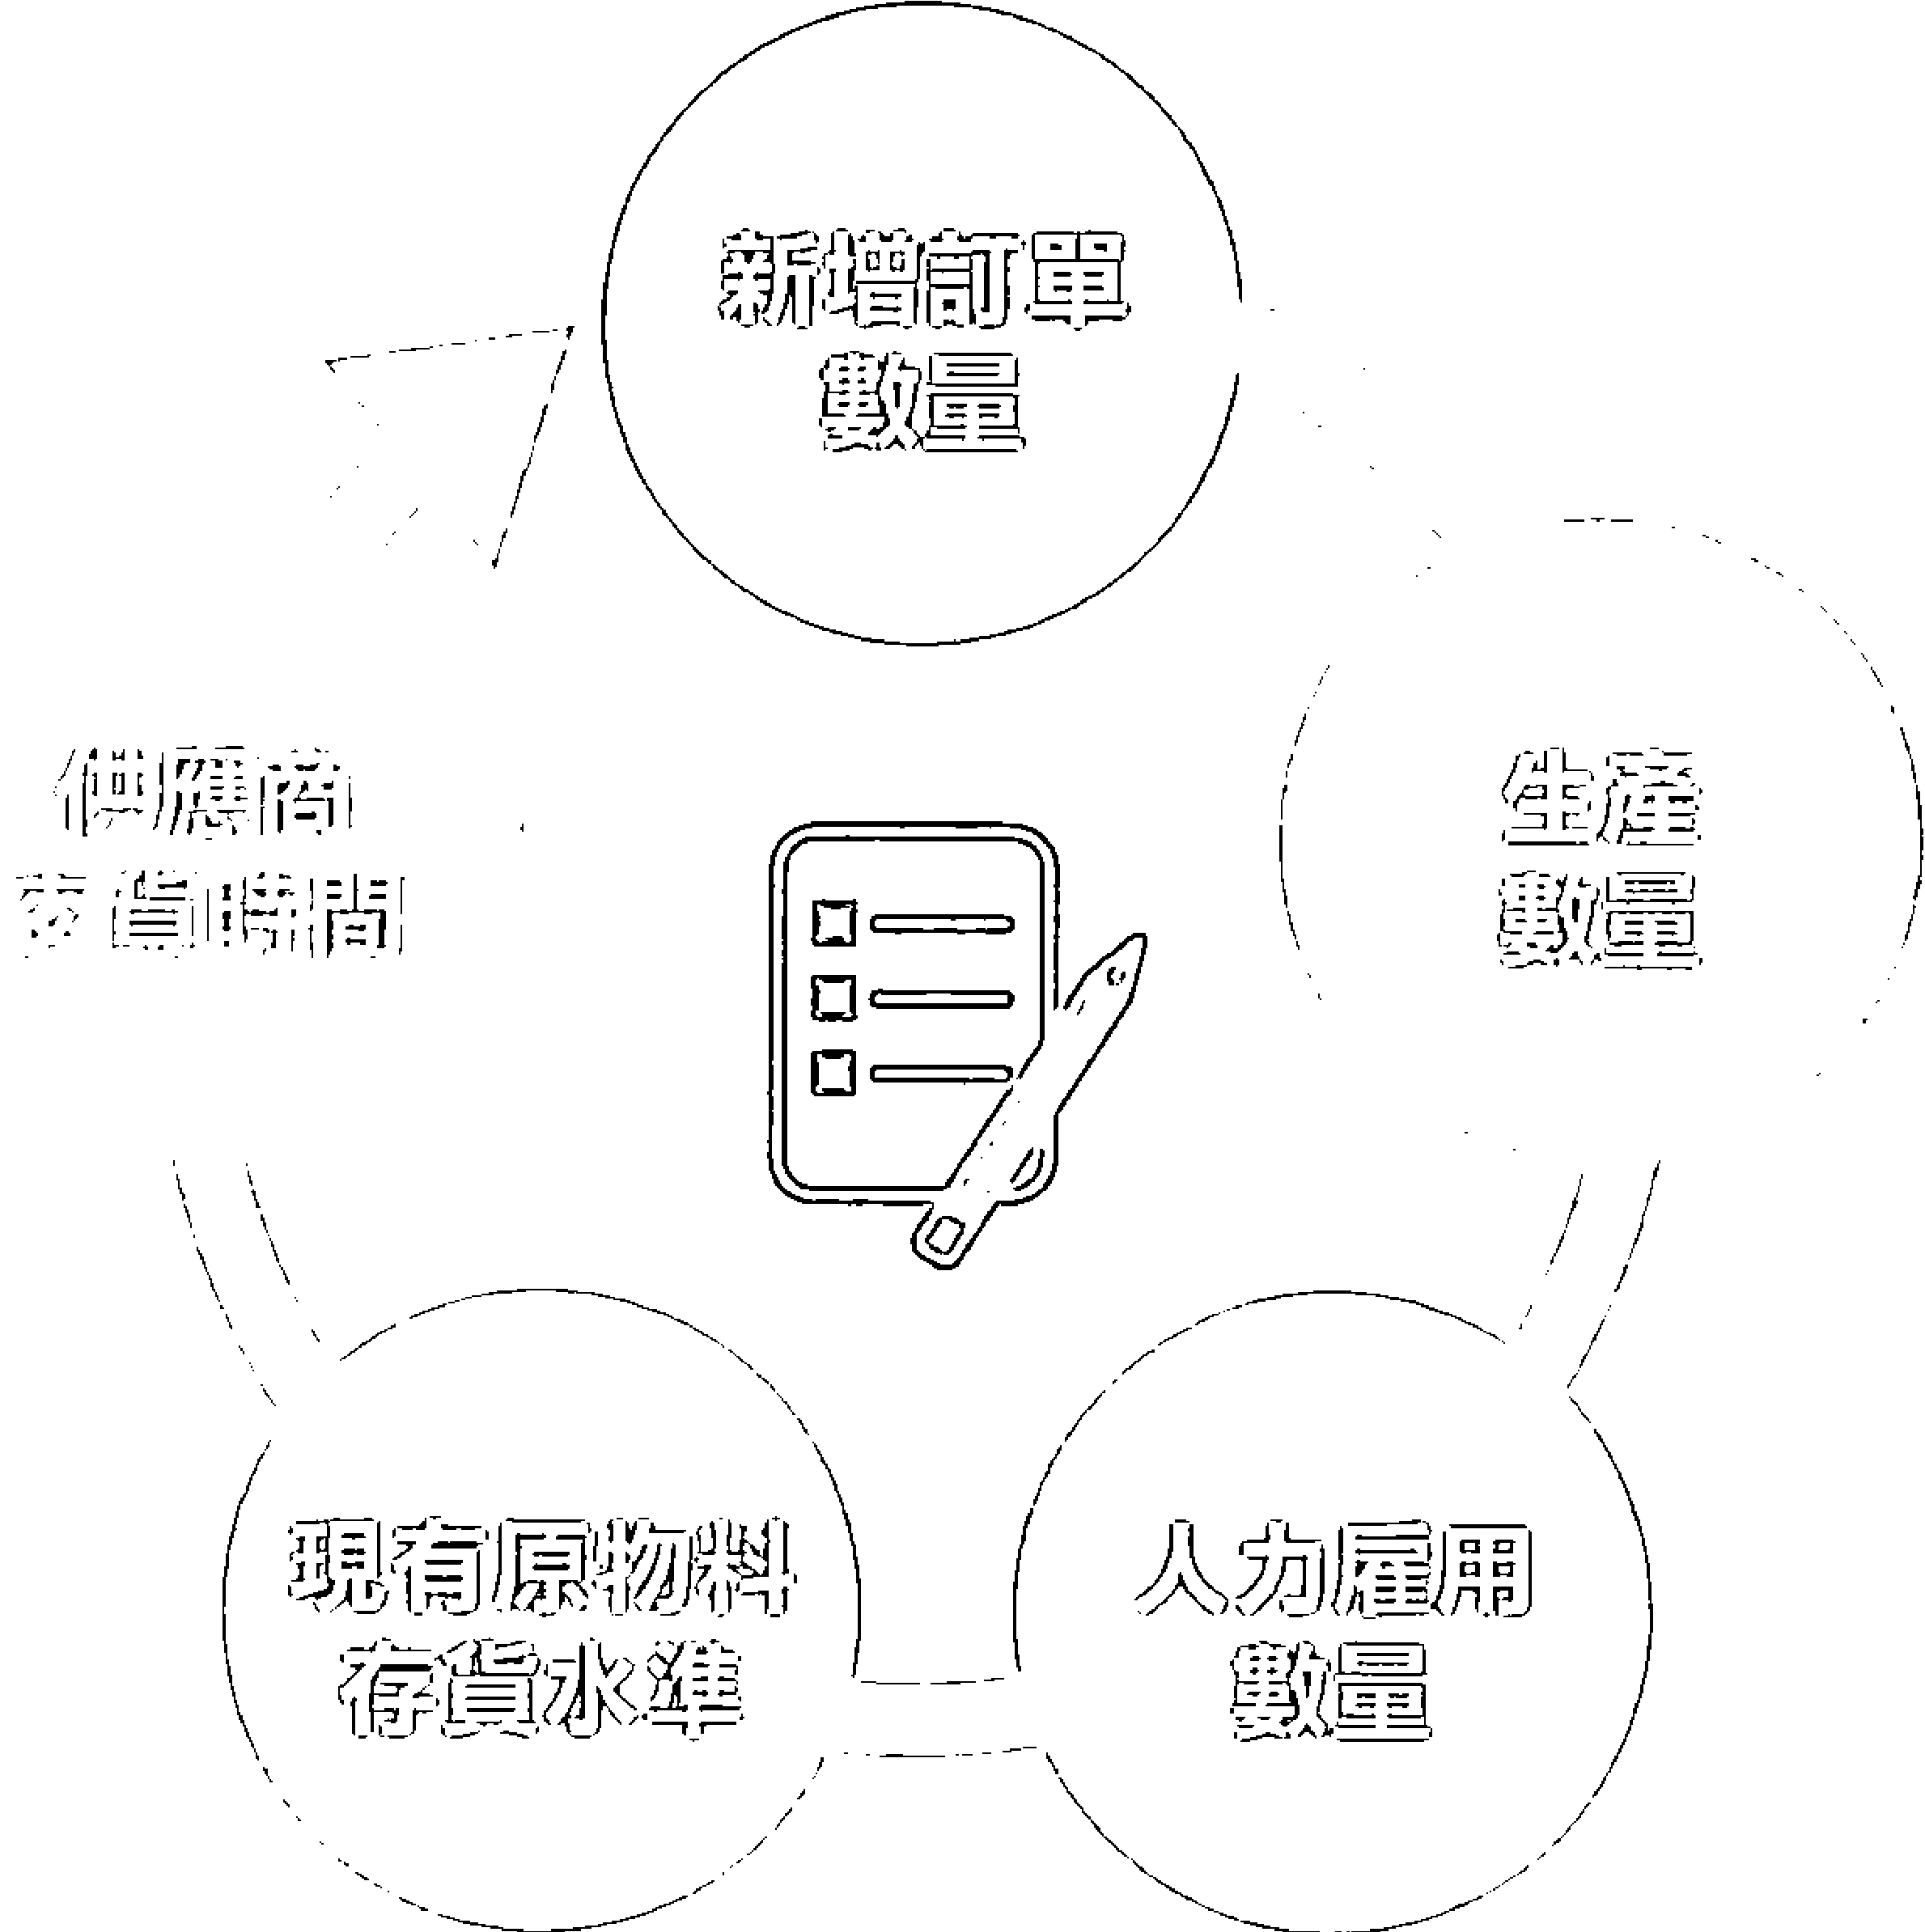 新增訂單
數量
生產
數量
人力雇用
數量
現有原物料
存貨水準
供應商
交貨時間